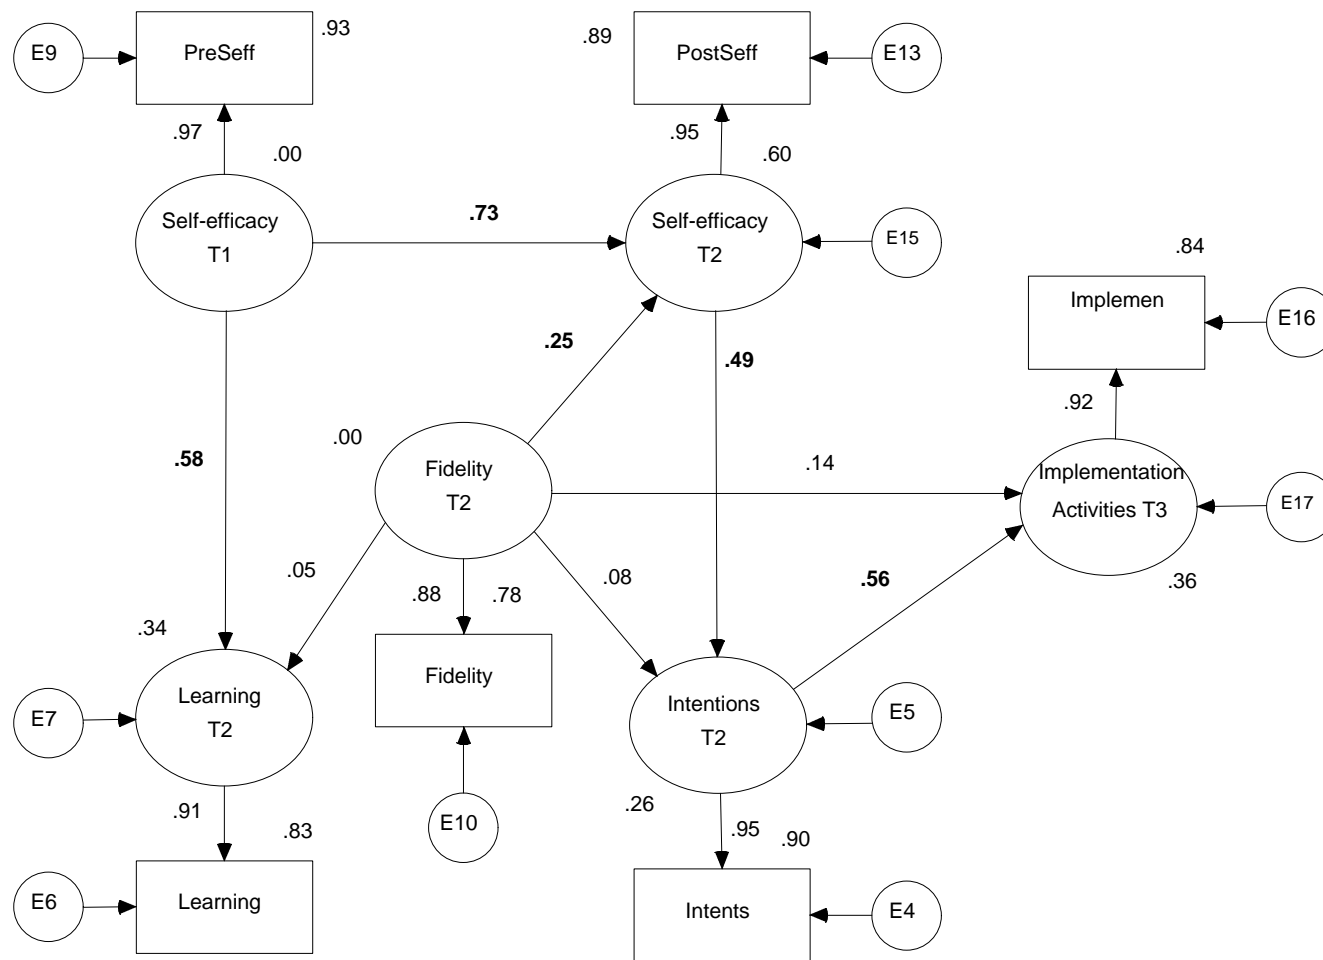 E9
PreSeff
.93
.89
PostSeff
E13
.97
.00
.95
.60
Self-efficacy
T1
.73
Self-efficacy
T2
E15
.84
Implemen
E16
.25
.49
.92
.58
.00
Fidelity
T2
.14
Implementation
Activities T3
E17
.05
.88
.78
.08
.56
.36
.34
Learning
T2
E7
Fidelity
Intentions
T2
E5
.91
.83
E10
.26
.95
.90
E6
Learning
Intents
E4